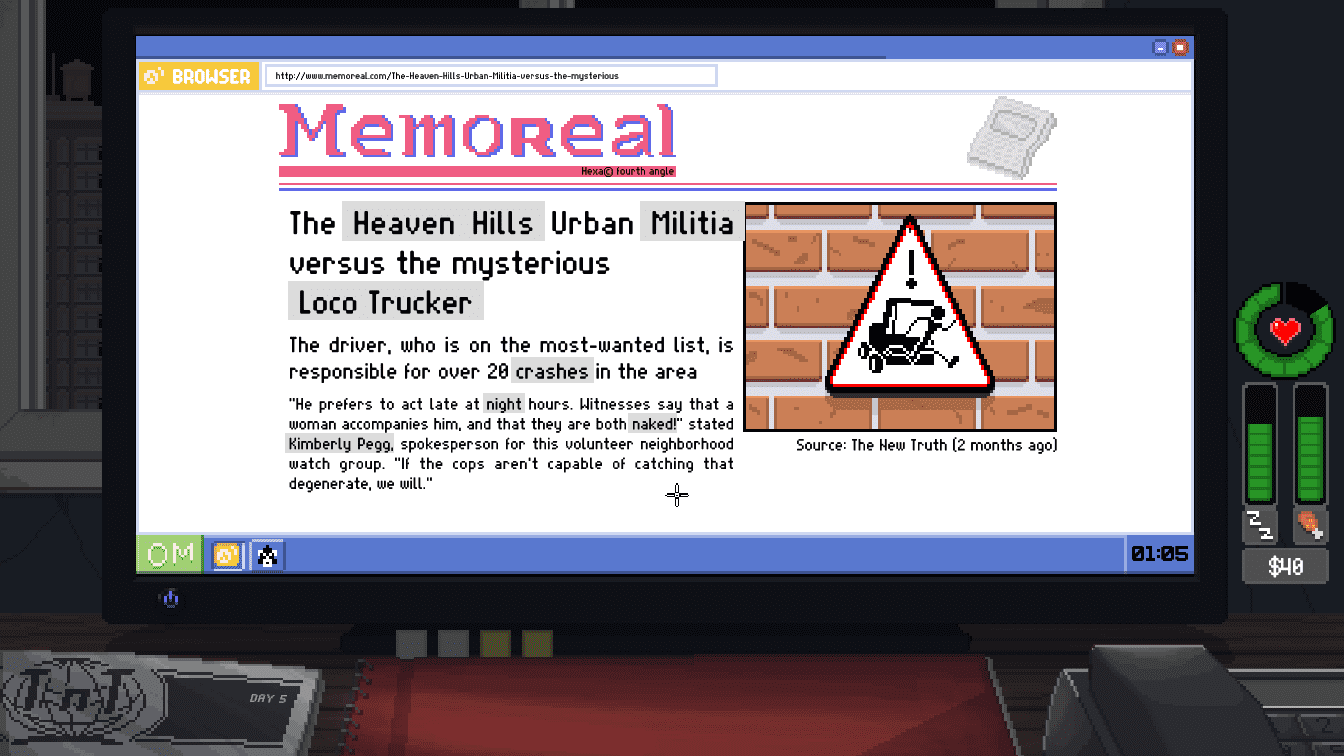 BROWSER
http://www.memoreal.com/The-Heaven-Hills-Urban-Militia-versus-the-mysterious
Memoreal
Hexa© fourth angle
The Heaven Hills Urban Militia
versus the mysterious
Loco Trucker
The driver, who is on the most-wanted list, is
responsible for over 20 crashes in the area
"He prefers to act late at night hours. Witnesses say that a
woman accompanies him, and that they are both naked!" stated
Kimberly Pegg, spokesperson for this volunteer neighborhood
watch group. "If the cops aren't capable of catching that
degenerate, we will."
!
Source: The New Truth (2 months ago)
OM
01:05
Z Z
$40
TnT
DAY 5